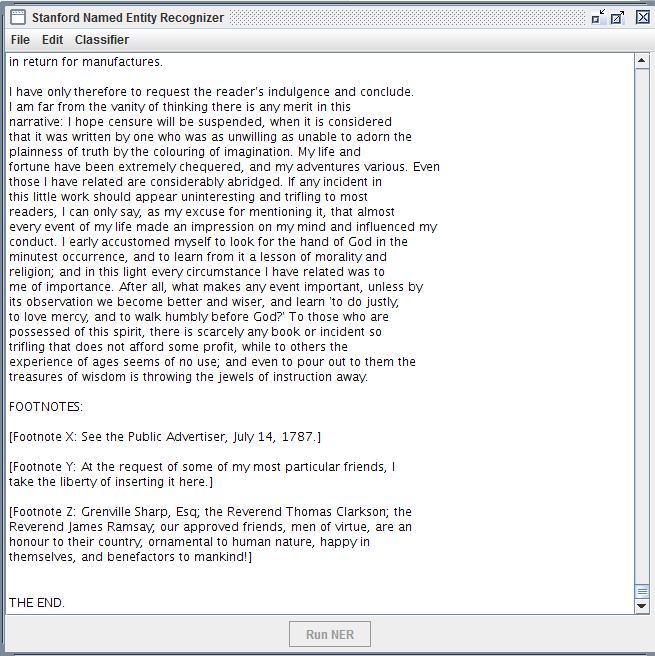 Stanford Named Entity Recognizer
File Edit Classifier
in return for manufactures.
I have only therefore to request the reader's indulgence and conclude.
I am far from the vanity of thinking there is any merit in this
narrative: I hope censure will be suspended, when it is considered
that it was written by one who was as unwilling as unable to adorn the
plainness of truth by the colouring of imagination. My life and
fortune have been extremely chequered, and my adventures various. Even
those I have related are considerably abridged. If any incident in
this little work should appear uninteresting and trifling to most
readers, I can only say, as my excuse for mentioning it, that almost
every event of my life made an impression on my mind and influenced my
conduct. I early accustomed myself to look for the hand of God in the
minutest occurrence, and to learn from it a lesson of morality and
religion; and in this light every circumstance I have related was to
me of importance. After all, what makes any event important, unless by
its observation we become better and wiser, and learn 'to do justly,
to love mercy, and to walk humbly before God?' To those who are
possessed of this spirit, there is scarcely any book or incident so
trifling that does not afford some profit, while to others the
experience of ages seems of no use; and even to pour out to them the
treasures of wisdom is throwing the jewels of instruction away.
FOOTNOTES:
[Footnote X: See the Public Advertiser, July 14, 1787.]
[Footnote Y: At the request of some of my most particular friends, I
take the liberty of inserting it here.]
[Footnote Z: Grenville Sharp, Esq; the Reverend Thomas Clarkson; the
Reverend James Ramsay; our approved friends, men of virtue, are an
honour to their country, ornamental to human nature, happy in
themselves, and benefactors to mankind!]
THE END.
Run NER